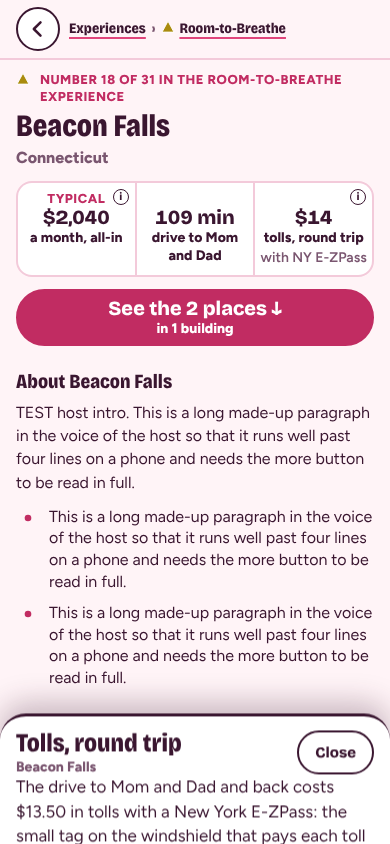 Experiences › Room-to-Breathe
NUMBER 18 OF 31 IN THE ROOM-TO-BREATHE
EXPERIENCE
Beacon Falls
Connecticut
TYPICAL i
$2,040
a month, all-in
109 min
drive to Mom
and Dad
i
$14
tolls, round trip
with NY E-ZPass
See the 2 places ↓
in 1 building
About Beacon Falls
TEST host intro. This is a long made-up paragraph
in the voice of the host so that it runs well past
four lines on a phone and needs the more button
to be read in full.
• This is a long made-up paragraph in the voice
of the host so that it runs well past four lines
on a phone and needs the more button to be
read in full.
• This is a long made-up paragraph in the voice
of the host so that it runs well past four lines
on a phone and needs the more button to be
read in full.
Tolls, round trip
Close
Beacon Falls
The drive to Mom and Dad and back costs
$13.50 in tolls with a New York E-ZPass: the
small tag on the windshield that pays each toll